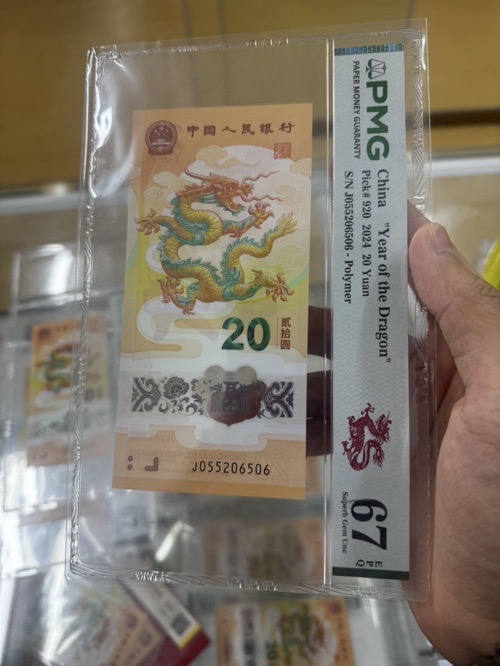 中国人民银行
20
贰拾圆
J055206506
PMG
PAPER MONEY GUARANTY
China "Year of the Dragon"
Pick# 920 2024 20 Yuan
S/N J055206506 - Polymer
67
EPQ
Superb Gem Unc
20